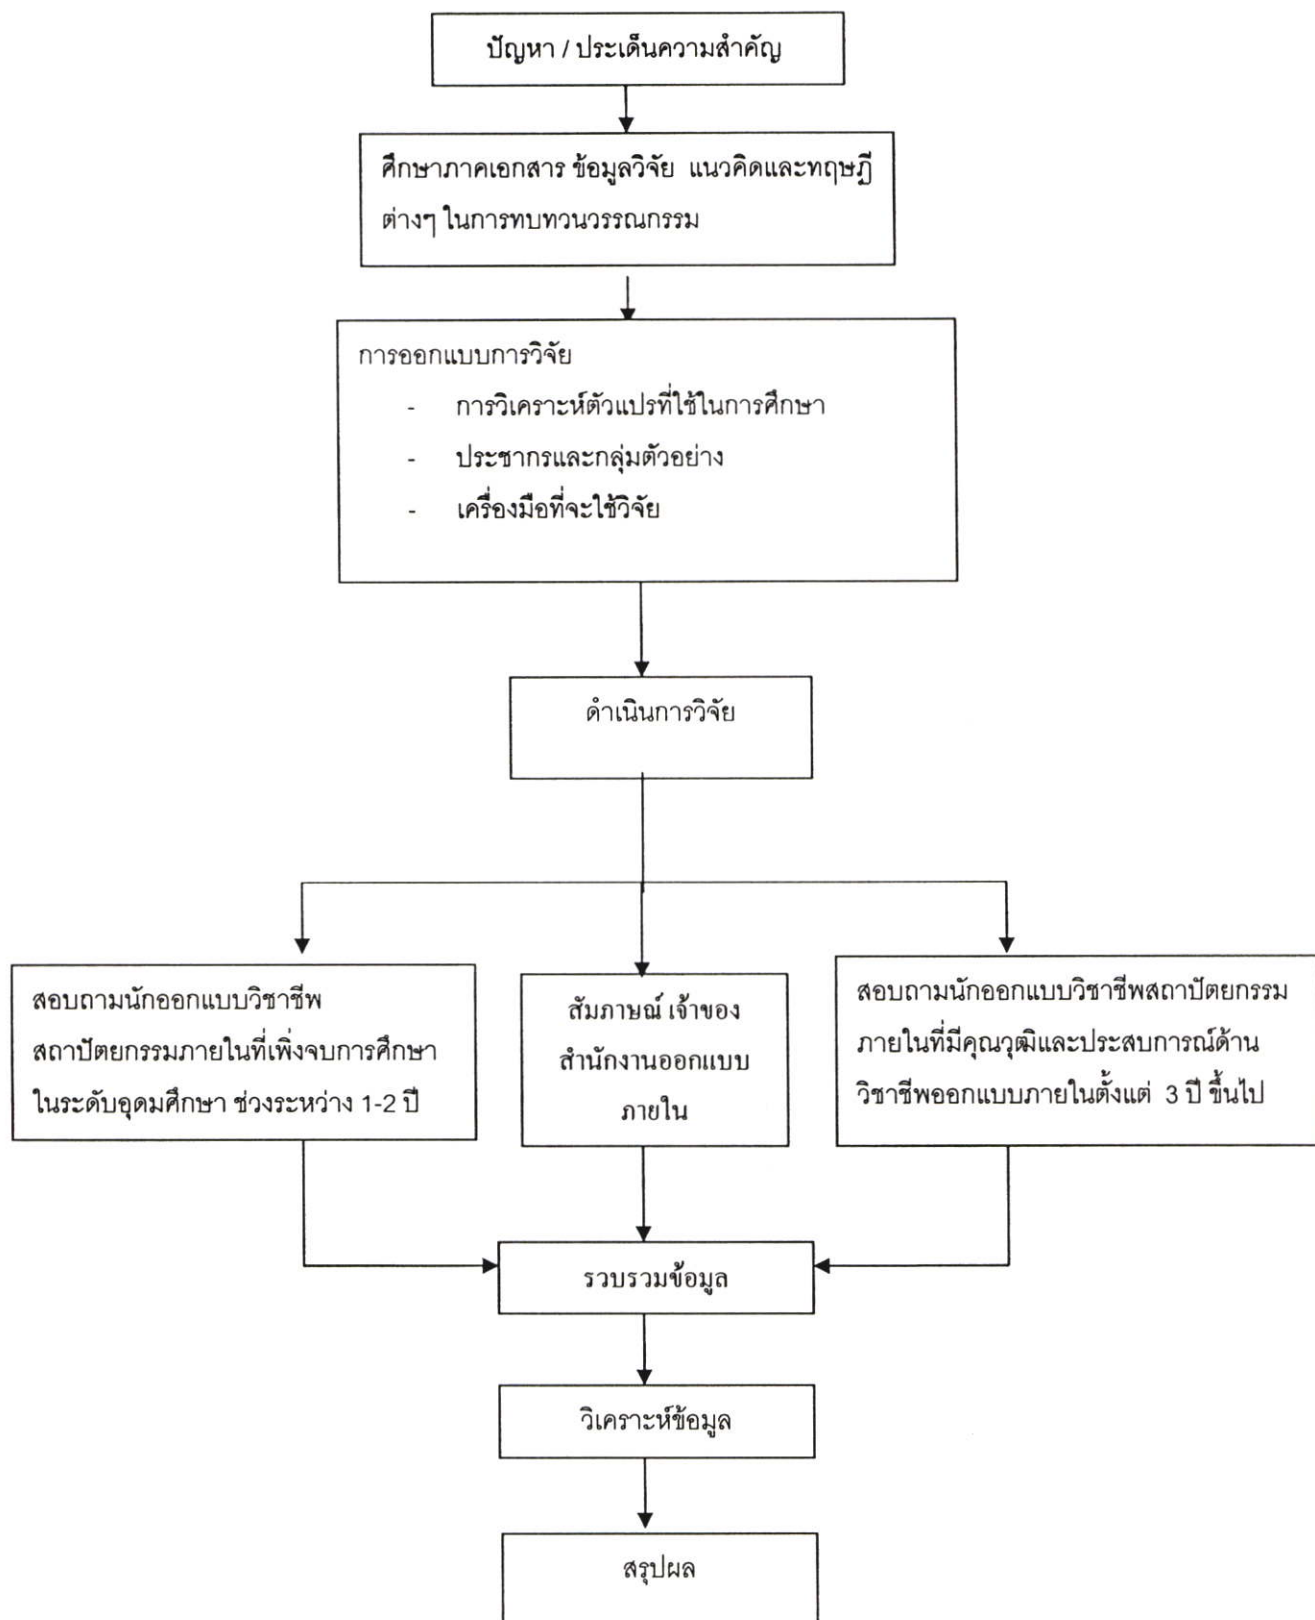 ปัญหา / ประเด็นความสำคัญ
ศึกษาภาคเอกสาร ข้อมูลวิจัย แนวคิดและทฤษฎี
ต่างๆ ในการทบทวนวรรณกรรม
การออกแบบการวิจัย
- การวิเคราะห์ตัวแปรที่ใช้ในการศึกษา
- ประชากรและกลุ่มตัวอย่าง
- เครื่องมือที่จะใช้วิจัย
ดำเนินการวิจัย
สอบถามนักออกแบบวิชาชีพ
สถาปัตยกรรมภายในที่เพิ่งจบการศึกษา
ในระดับอุดมศึกษา ช่วงระหว่าง 1-2 ปี
สัมภาษณ์ เจ้าของ
สำนักงานออกแบบ
ภายใน
สอบถามนักออกแบบวิชาชีพสถาปัตยกรรม
ภายในที่มีคุณวุฒิและประสบการณ์ด้าน
วิชาชีพออกแบบภายในตั้งแต่ 3 ปี ขึ้นไป
รวบรวมข้อมูล
วิเคราะห์ข้อมูล
สรุปผล